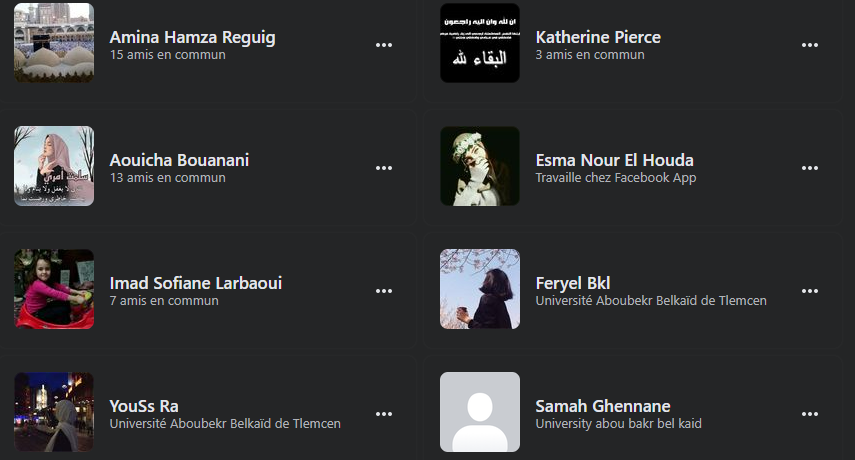 Amina Hamza Reguig
15 amis en commun
ان لله وان اليه راجعون
البقاء لله
Katherine Pierce
3 amis en commun
Aouicha Bouanani
13 amis en commun
Esma Nour El Houda
Travaille chez Facebook App
Imad Sofiane Larbaoui
7 amis en commun
Feryel Bkl
Université Aboubekr Belkaïd de Tlemcen
YouSs Ra
Université Aboubekr Belkaïd de Tlemcen
Samah Ghennane
University abou bakr bel kaid